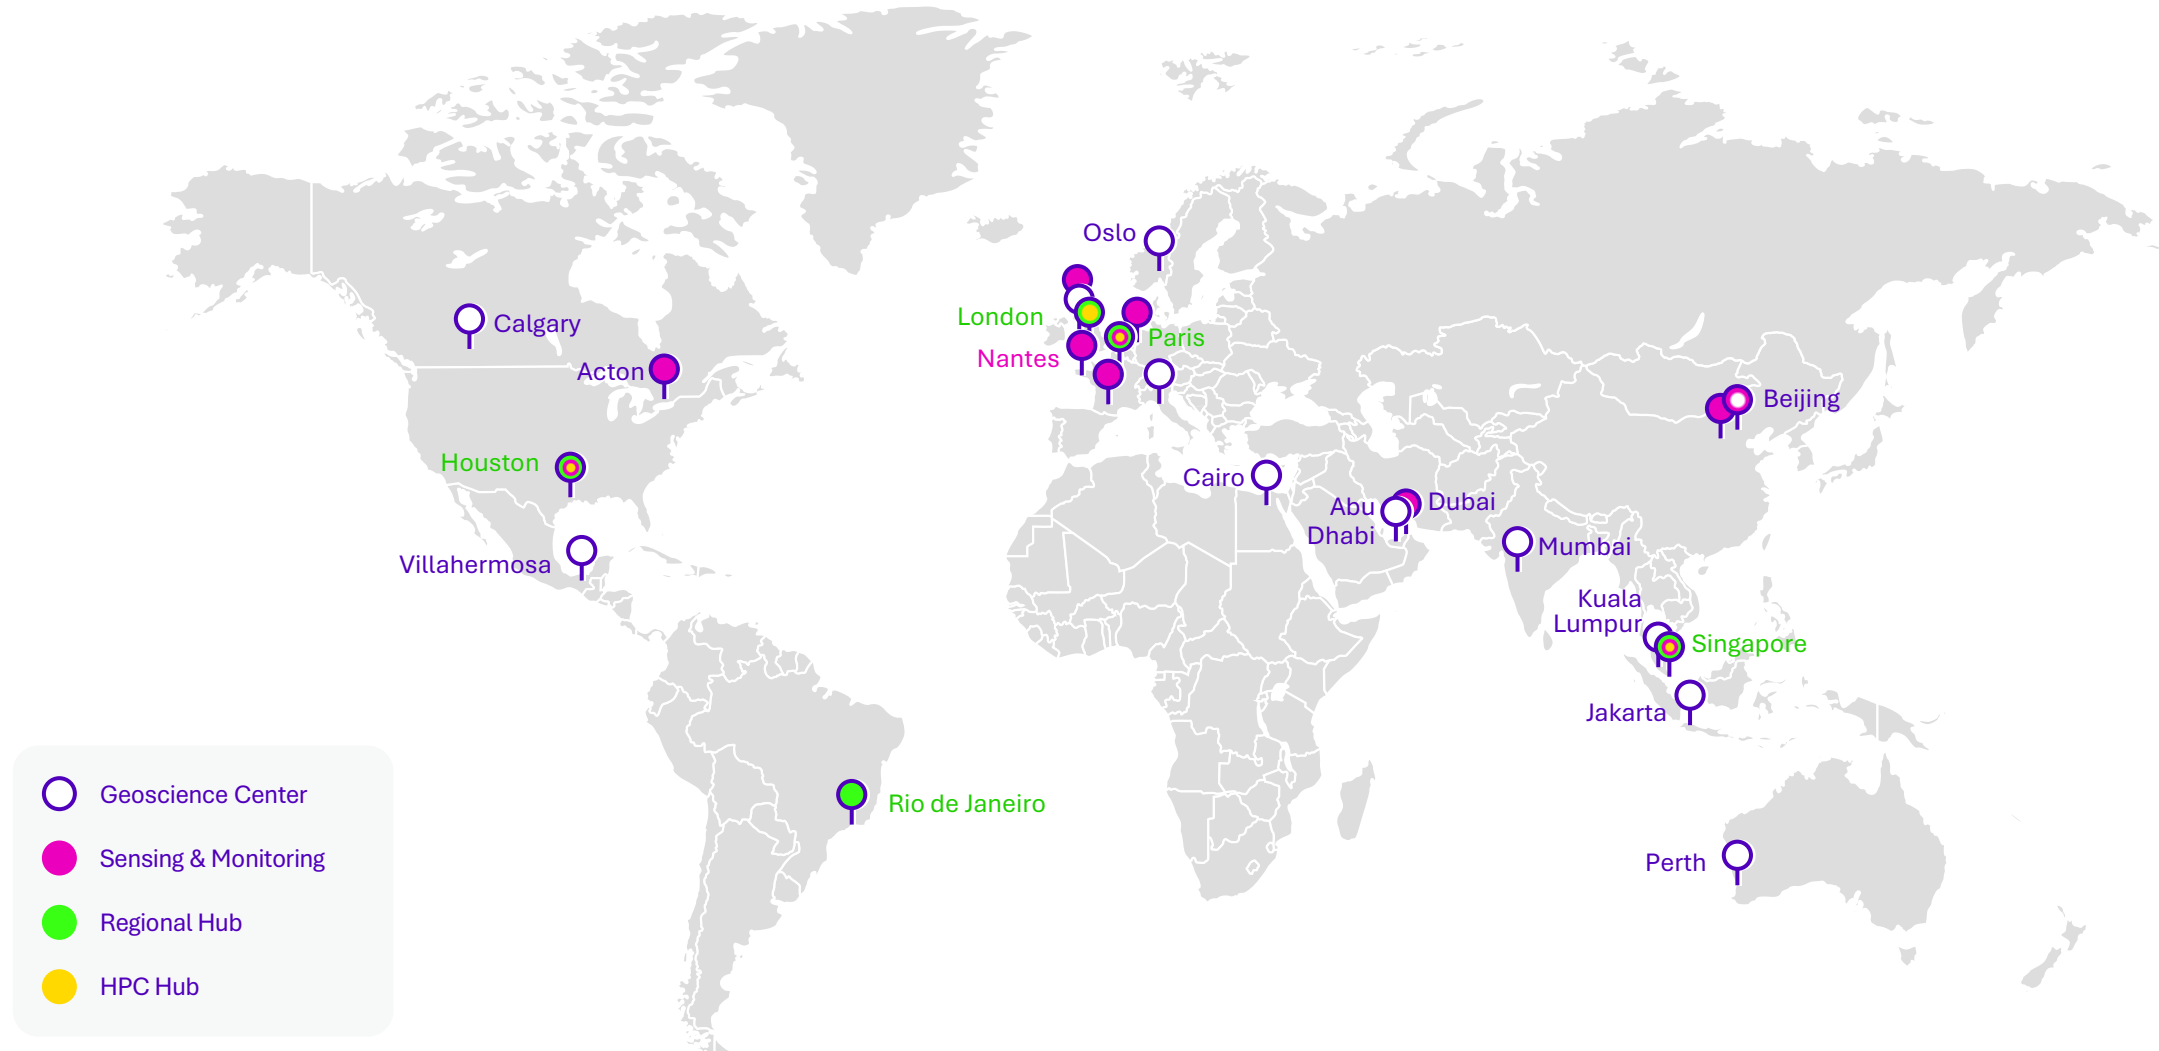 Oslo
London
Paris
Nantes
Calgary
Acton
Beijing
Houston
Cairo
Abu
Dhabi
Dubai
Villahermosa
Mumbai
Kuala
Lumpur
Singapore
Jakarta
Rio de Janeiro
Perth
Geoscience Center
Sensing & Monitoring
Regional Hub
HPC Hub